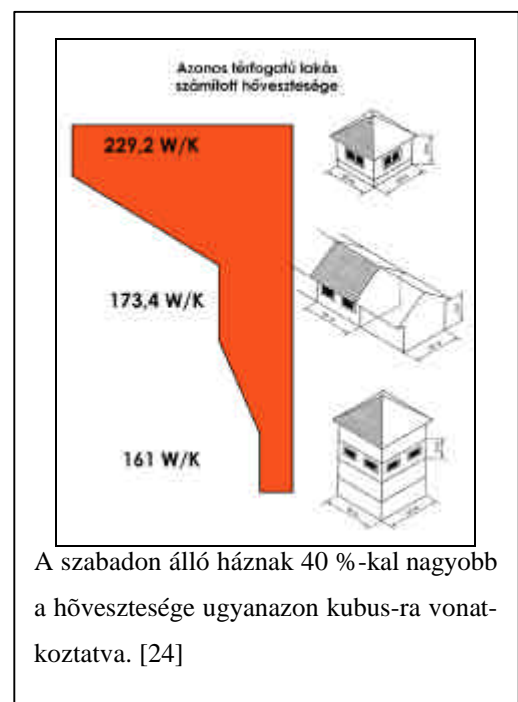 Azonos térfogatú lakás
számított hővesztesége
229,2 W/K
173,4 W/K
161 W/K
A szabadon álló háznak 40 %-kal nagyobb
a hõvesztesége ugyanazon kubus-ra vonat-
koztatva. [24]